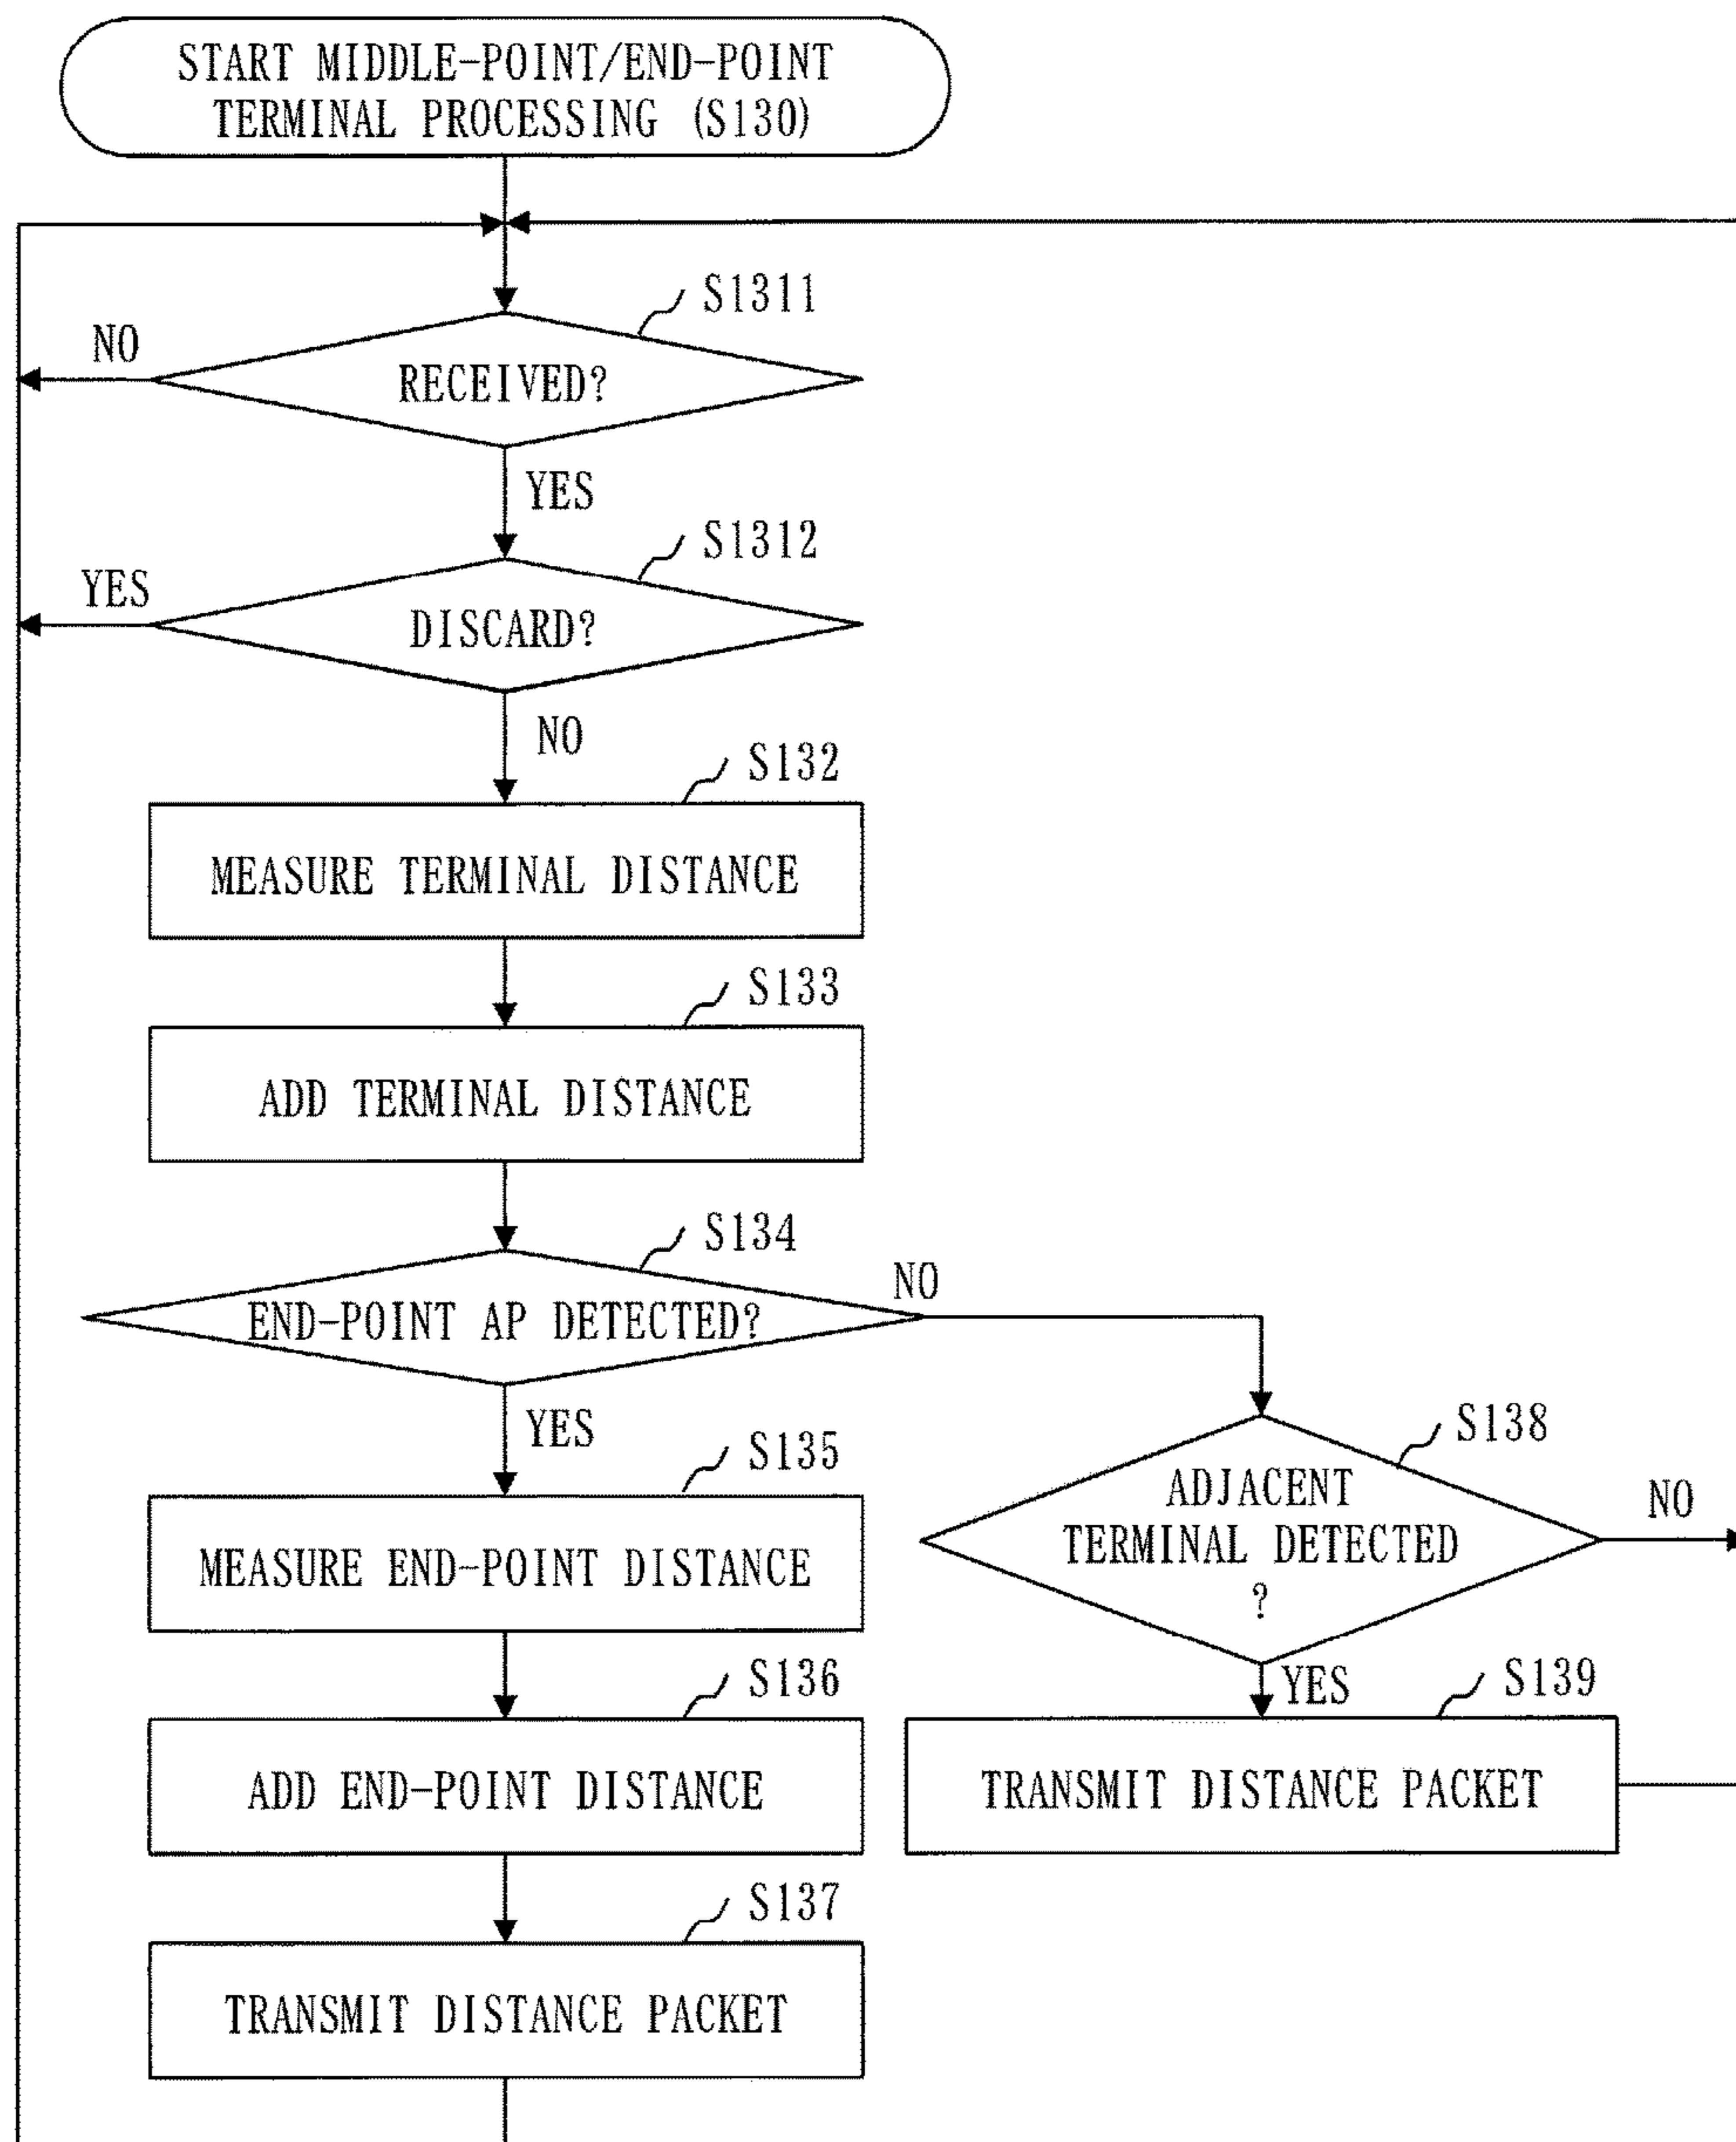 START MIDDLE-POINT/END-POINT
TERMINAL PROCESSING (S130)
S1311
NO
RECEIVED?
YES
S1312
YES
DISCARD?
NO
S132
MEASURE TERMINAL DISTANCE
S133
ADD TERMINAL DISTANCE
S134
NO
END-POINT AP DETECTED?
YES
S135
MEASURE END-POINT DISTANCE
S138
ADJACENT
TERMINAL DETECTED
?
NO
YES
S136
ADD END-POINT DISTANCE
S139
TRANSMIT DISTANCE PACKET
S137
TRANSMIT DISTANCE PACKET